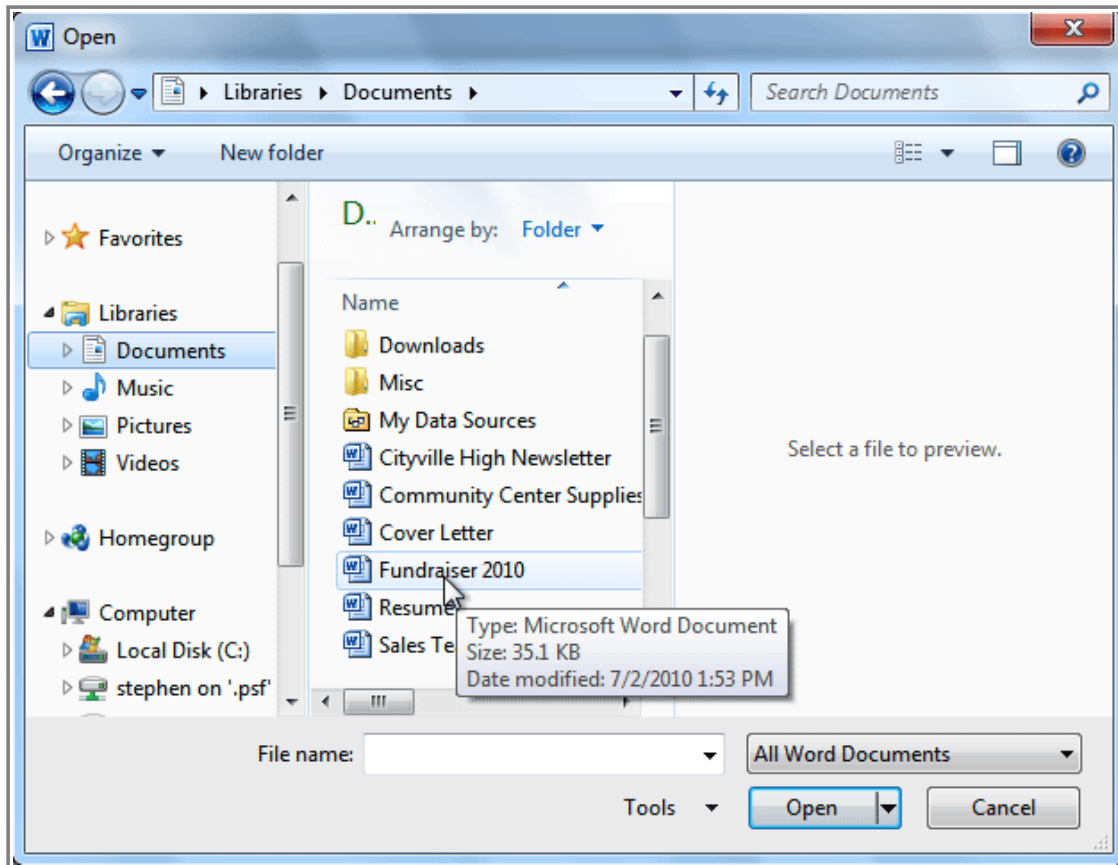 Open
Libraries Documents
Search Documents
Organize New folder
D..
Arrange by: Folder
Favorites
Libraries
Documents
Music
Pictures
Videos
Homegroup
Computer
Local Disk (C:)
stephen on '.psf'
Name
Downloads
Misc
My Data Sources
Cityville High Newsletter
Community Center Supplies
Cover Letter
Fundraiser 2010
Resume
Sales Te
Type: Microsoft Word Document
Size: 35.1 KB
Date modified: 7/2/2010 1:53 PM
Select a file to preview.
File name:
All Word Documents
Tools Open Cancel